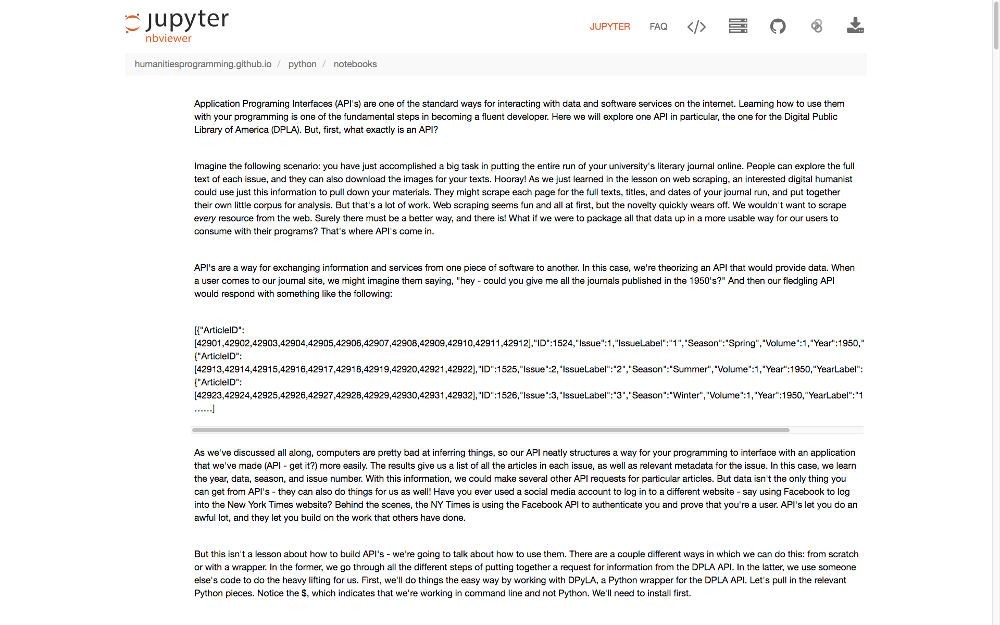 jupyter
nbviewer
JUPYTER FAQ </>
humanitiesprogramming.github.io / python / notebooks
Application Programing Interfaces (API's) are one of the standard ways for interacting with data and software services on the internet. Learning how to use them
with your programming is one of the fundamental steps in becoming a fluent developer. Here we will explore one API in particular, the one for the Digital Public
Library of America (DPLA). But, first, what exactly is an API?
Imagine the following scenario: you have just accomplished a big task in putting the entire run of your university's literary journal online. People can explore the full
text of each issue, and they can also download the images for your texts. Hooray! As we just learned in the lesson on web scraping, an interested digital humanist
could use just this information to pull down your materials. They might scrape each page for the full texts, titles, and dates of your journal run, and put together
their own little corpus for analysis. But that's a lot of work. Web scraping seems fun and all at first, but the novelty quickly wears off. We wouldn't want to scrape
every resource from the web. Surely there must be a better way, and there is! What if we were to package all that data up in a more usable way for our users to
consume with their programs? That's where API's come in.
API's are a way for exchanging information and services from one piece of software to another. In this case, we're theorizing an API that would provide data. When
a user comes to our journal site, we might imagine them saying, "hey - could you give me all the journals published in the 1950's?" And then our fledgling API
would respond with something like the following:
[{"ArticleID":
[42901,42902,42903,42904,42905,42906,42907,42908,42909,42910,42911,42912],"ID":1524,"Issue":1,"IssueLabel":"1","Season":"Spring","Volume":1,"Year":1950,"
{"ArticleID":
[42913,42914,42915,42916,42917,42918,42919,42920,42921,42922],"ID":1525,"Issue":2,"IssueLabel":"2","Season":"Summer","Volume":1,"Year":1950,"YearLabel":
{"ArticleID":
[42923,42924,42925,42926,42927,42928,42929,42930,42931,42932],"ID":1526,"Issue":3,"IssueLabel":"3","Season":"Winter","Volume":1,"Year":1950,"YearLabel":"1
......]
As we've discussed all along, computers are pretty bad at inferring things, so our API neatly structures a way for your programming to interface with an application
that we've made (API - get it?) more easily. The results give us a list of all the articles in each issue, as well as relevant metadata for the issue. In this case, we learn
the year, data, season, and issue number. With this information, we could make several other API requests for particular articles. But data isn't the only thing you
can get from API's - they can also do things for us as well! Have you ever used a social media account to log in to a different website - say using Facebook to log
into the New York Times website? Behind the scenes, the NY Times is using the Facebook API to authenticate you and prove that you're a user. API's let you do an
awful lot, and they let you build on the work that others have done.
But this isn't a lesson about how to build API's - we're going to talk about how to use them. There are a couple different ways in which we can do this: from scratch
or with a wrapper. In the former, we go through all the different steps of putting together a request for information from the DPLA API. In the latter, we use someone
else's code to do the heavy lifting for us. First, we'll do things the easy way by working with DPyLA, a Python wrapper for the DPLA API. Let's pull in the relevant
Python pieces. Notice the $, which indicates that we're working in command line and not Python. We'll need to install first.